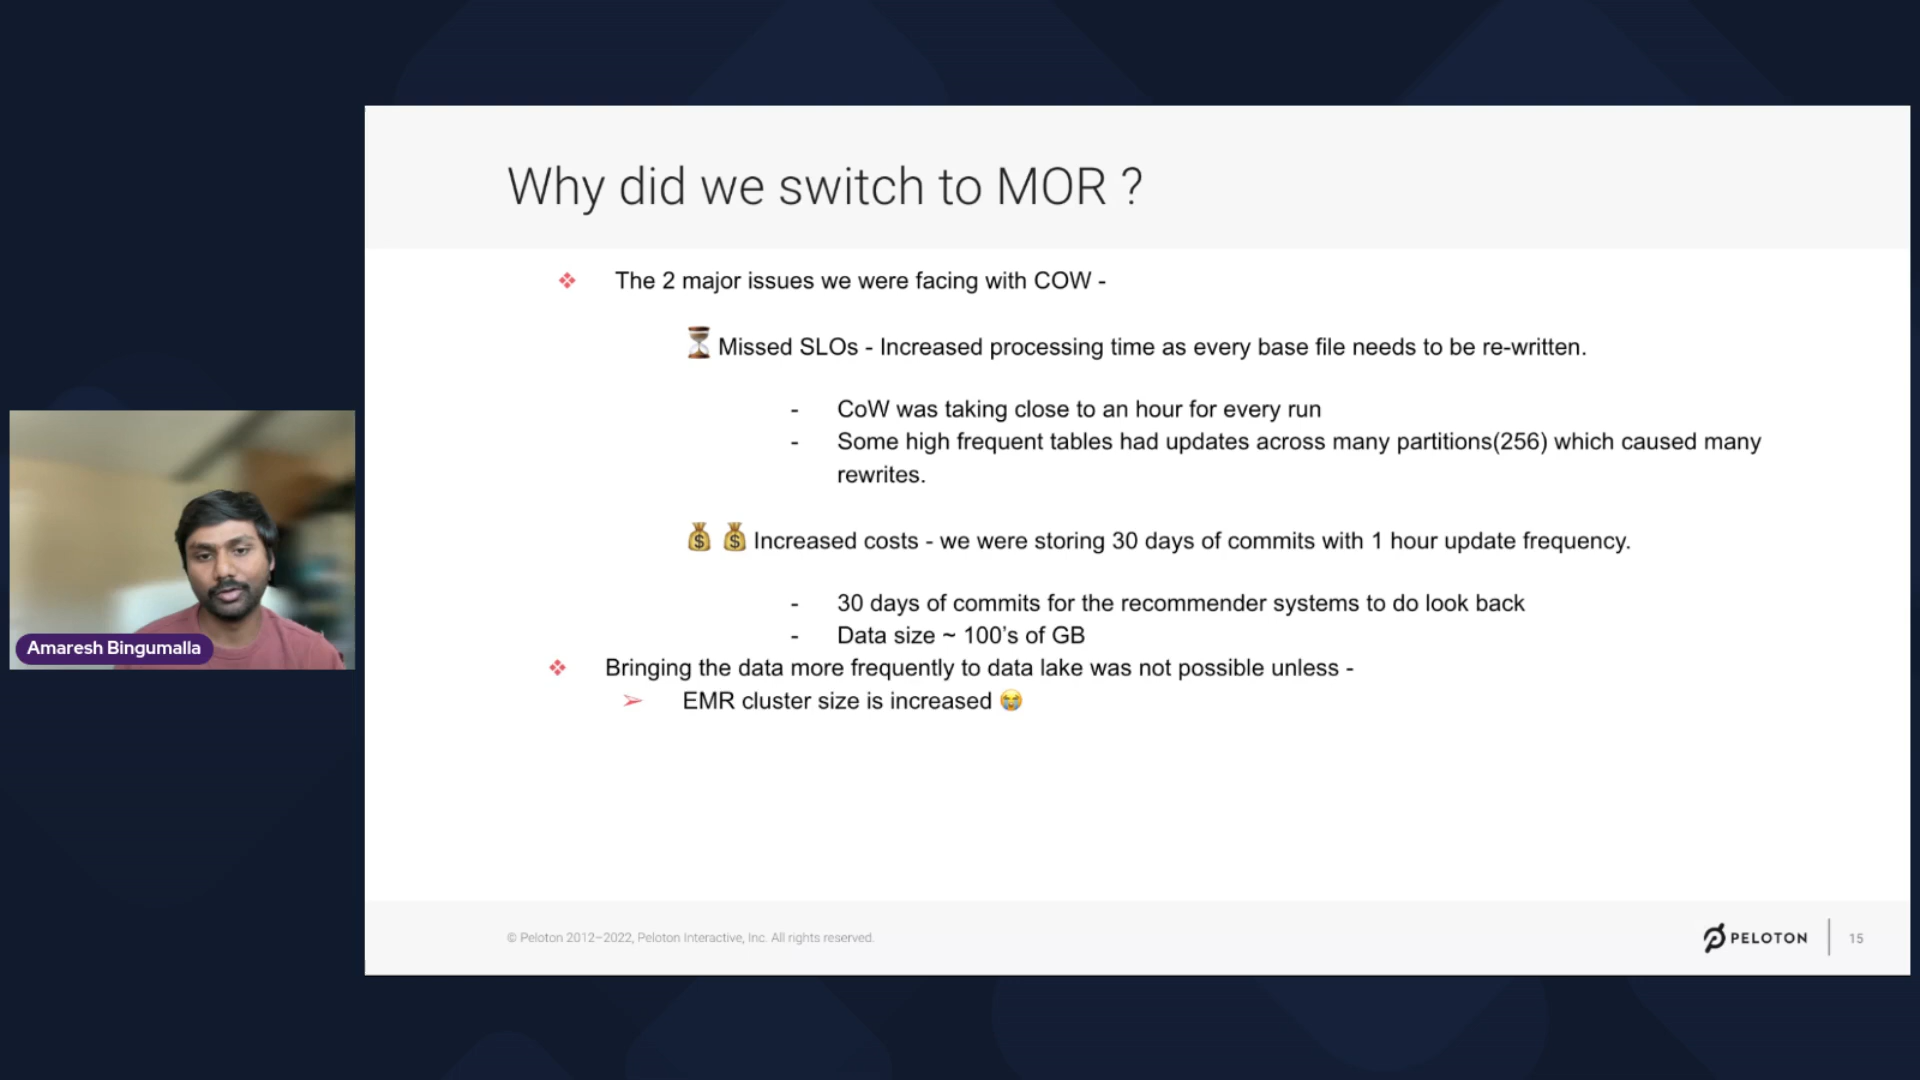 Why did we switch to MOR ?
❖ The 2 major issues we were facing with COW -
⏳ Missed SLOs - Increased processing time as every base file needs to be re-written.
- CoW was taking close to an hour for every run
- Some high frequent tables had updates across many partitions(256) which caused many
rewrites.
💰 💰 Increased costs - we were storing 30 days of commits with 1 hour update frequency.
- 30 days of commits for the recommender systems to do look back
- Data size ~ 100's of GB
❖ Bringing the data more frequently to data lake was not possible unless -
➢ EMR cluster size is increased 😭
Amaresh Bingumalla
© Peloton 2012–2022, Peloton Interactive, Inc. All rights reserved.
PELOTON
15